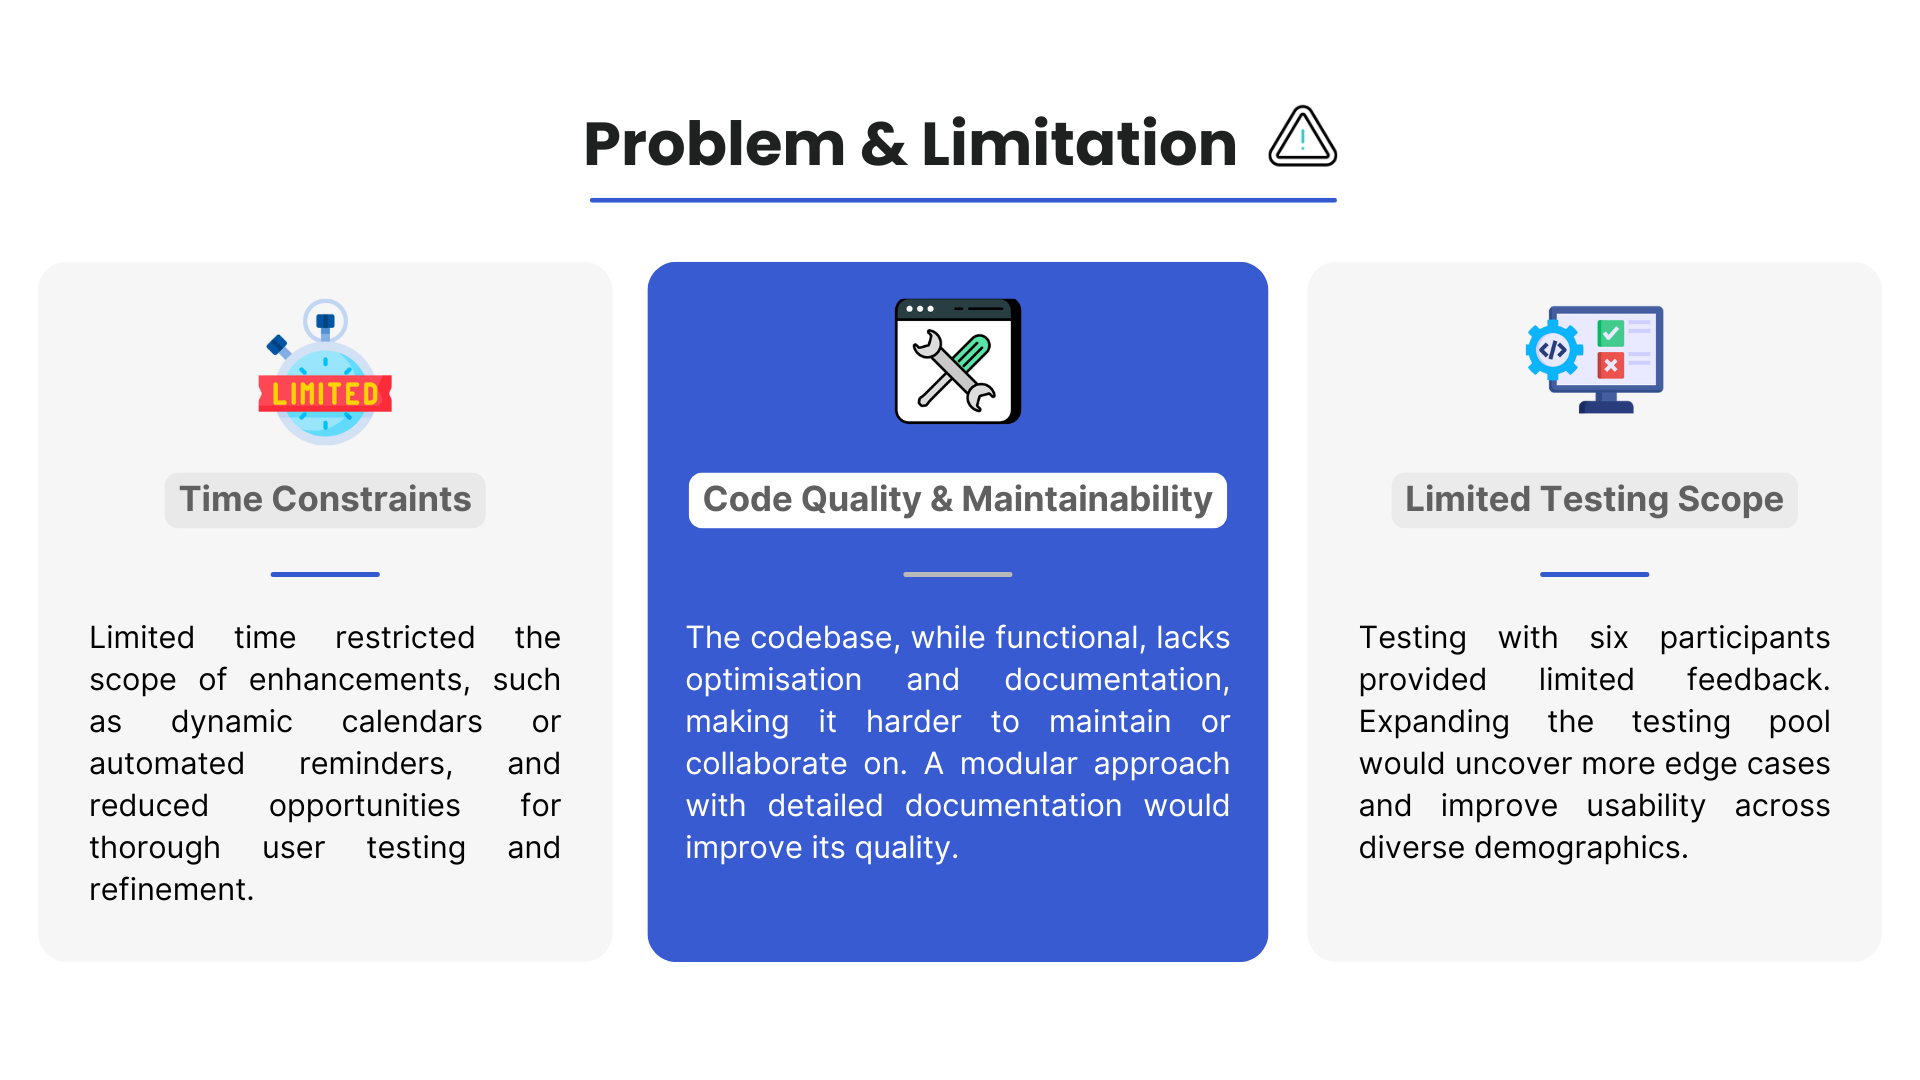 Problem & Limitation
LIMITED
Time Constraints
Limited time restricted the
scope of enhancements, such
as dynamic calendars or
automated reminders, and
reduced opportunities for
thorough user testing and
refinement.
Code Quality & Maintainability
The codebase, while functional, lacks
optimisation and documentation,
making it harder to maintain or
collaborate on. A modular approach
with detailed documentation would
improve its quality.
</>
Limited Testing Scope
Testing with six participants
provided limited feedback.
Expanding the testing pool
would uncover more edge cases
and improve usability across
diverse demographics.